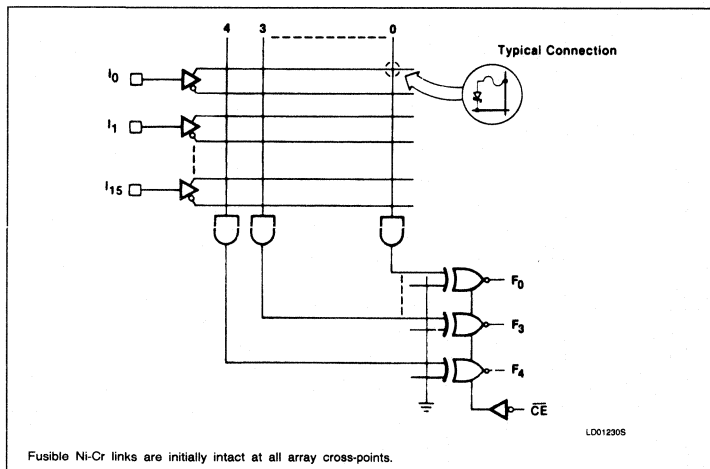 4 3 0
Typical Connection
I0
I1
I15
F0
F3
F4
CE
LD01230S
Fusible Ni-Cr links are initially intact at all array cross-points.